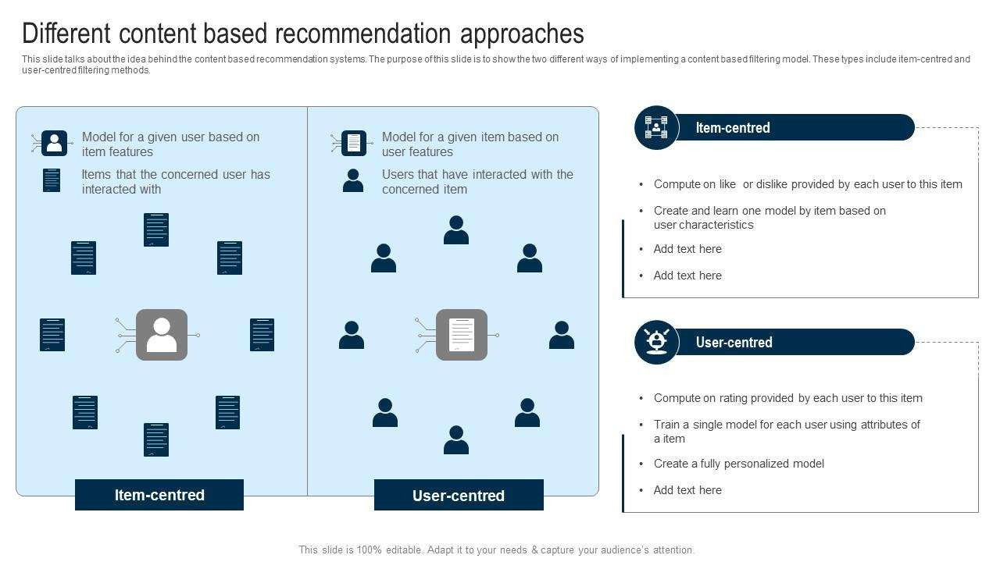 Different content based recommendation approaches
This slide talks about the idea behind the content based recommendation systems. The purpose of this slide is to show the two different ways of implementing a content based filtering model. These types include item-centred and
user-centred filtering methods.
Model for a given user based on
item features
Items that the concerned user has
interacted with
Item-centred
Model for a given item based on
user features
Users that have interacted with the
concerned item
User-centred
Item-centred
• Compute on like or dislike provided by each user to this item
• Create and learn one model by item based on
user characteristics
• Add text here
• Add text here
User-centred
• Compute on rating provided by each user to this item
• Train a single model for each user using attributes of
a item
• Create a fully personalized model
• Add text here
This slide is 100% editable. Adapt it to your needs & capture your audience's attention.